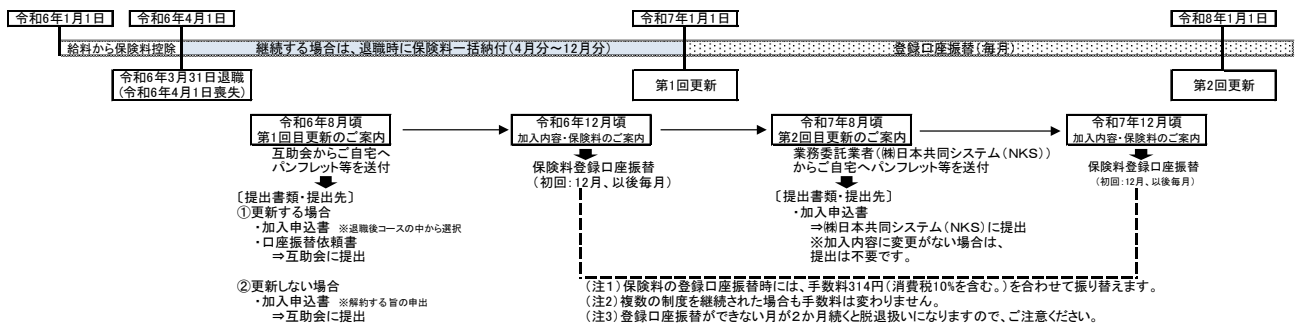 令和6年1月1日
令和6年4月1日
令和7年1月1日
令和8年1月1日
給料から保険料控除
継続する場合は、退職時に保険料一括納付(4月分～12月分)
登録口座振替(毎月)
令和6年3月31日退職
(令和6年4月1日喪失)
第1回更新
第2回更新
令和6年8月頃
第1回目更新のご案内
互助会からご自宅へ
パンフレット等を送付
〔提出書類・提出先〕
①更新する場合
・加入申込書 ※退職後コースの中から選択
・口座振替依頼書
⇒互助会に提出
②更新しない場合
・加入申込書 ※解約する旨の申出
⇒互助会に提出
令和6年12月頃
加入内容・保険料のご案内
保険料登録口座振替
(初回:12月、以後毎月)
令和7年8月頃
第2回目更新のご案内
業務委託業者(㈱日本共同システム(NKS))
からご自宅へパンフレット等を送付
〔提出書類・提出先〕
・加入申込書
⇒㈱日本共同システム(NKS)に提出
※加入内容に変更がない場合は、
提出は不要です。
令和7年12月頃
加入内容・保険料のご案内
保険料登録口座振替
(初回:12月、以後毎月)
(注1)保険料の登録口座振替時には、手数料314円(消費税10%を含む。)を合わせて振り替えます。
(注2)複数の制度を継続された場合も手数料は変わりません。
(注3)登録口座振替ができない月が2か月続くと脱退扱いになりますので、ご注意ください。